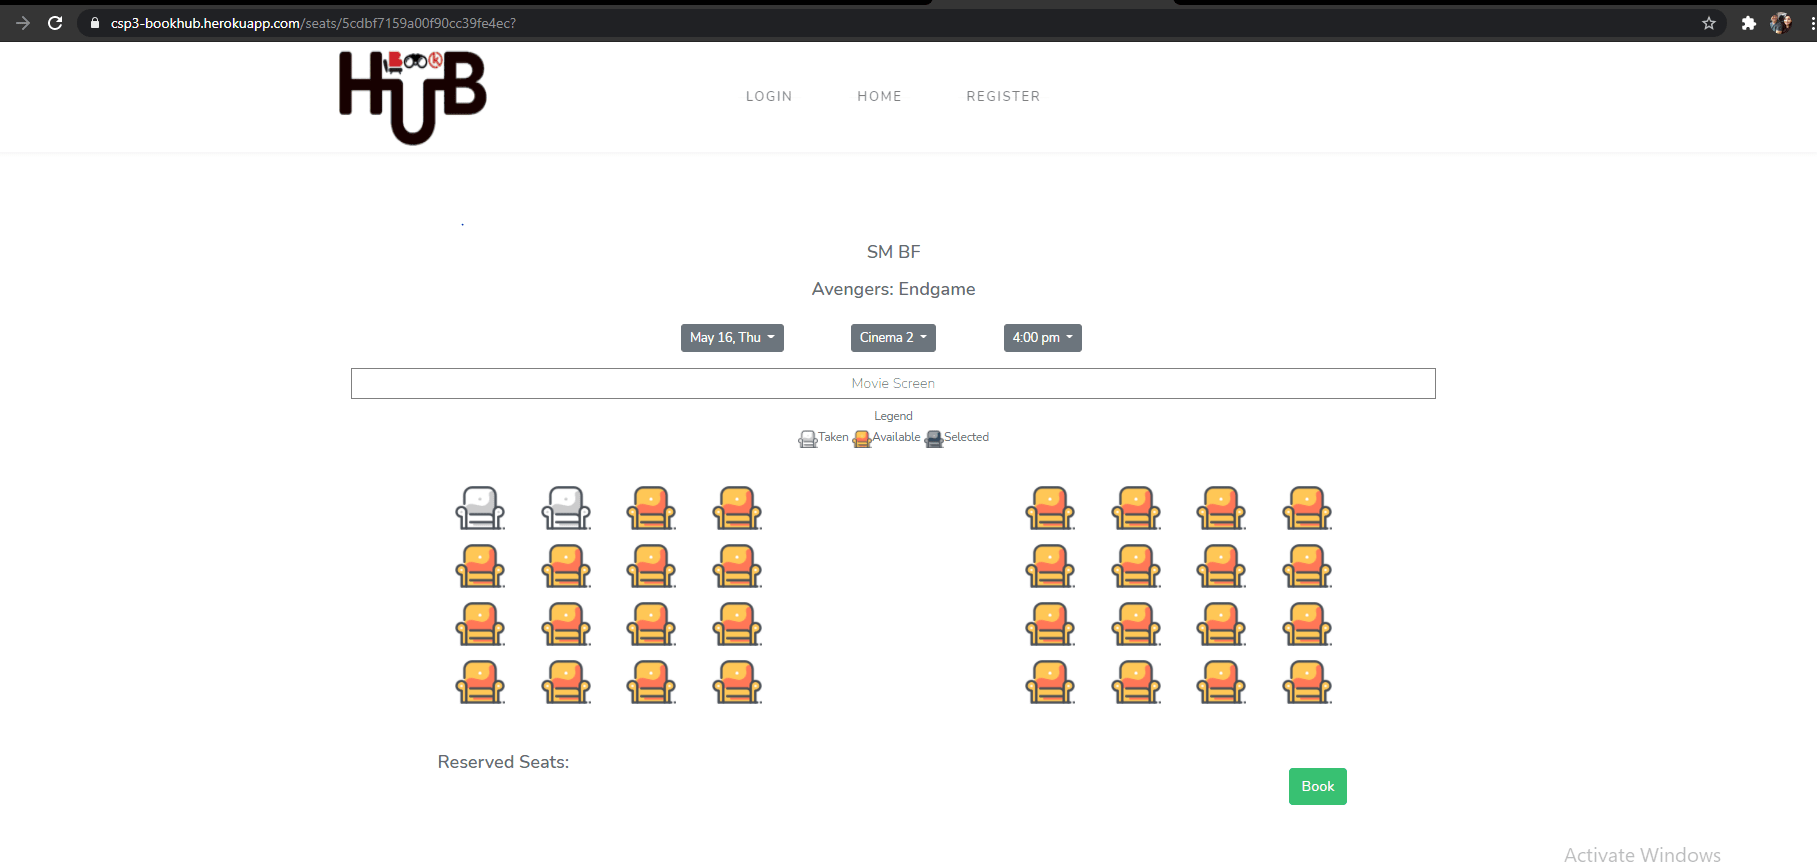 csp3-bookhub.herokuapp.com/seats/5cdbf7159a00f90cc39fe4ec?
BOOK
HUB
LOGIN HOME REGISTER
SM BF
Avengers: Endgame
May 16, Thu Cinema 2 4:00 pm
Movie Screen
Legend
Taken Available Selected
Reserved Seats:
Book
Activate Windows